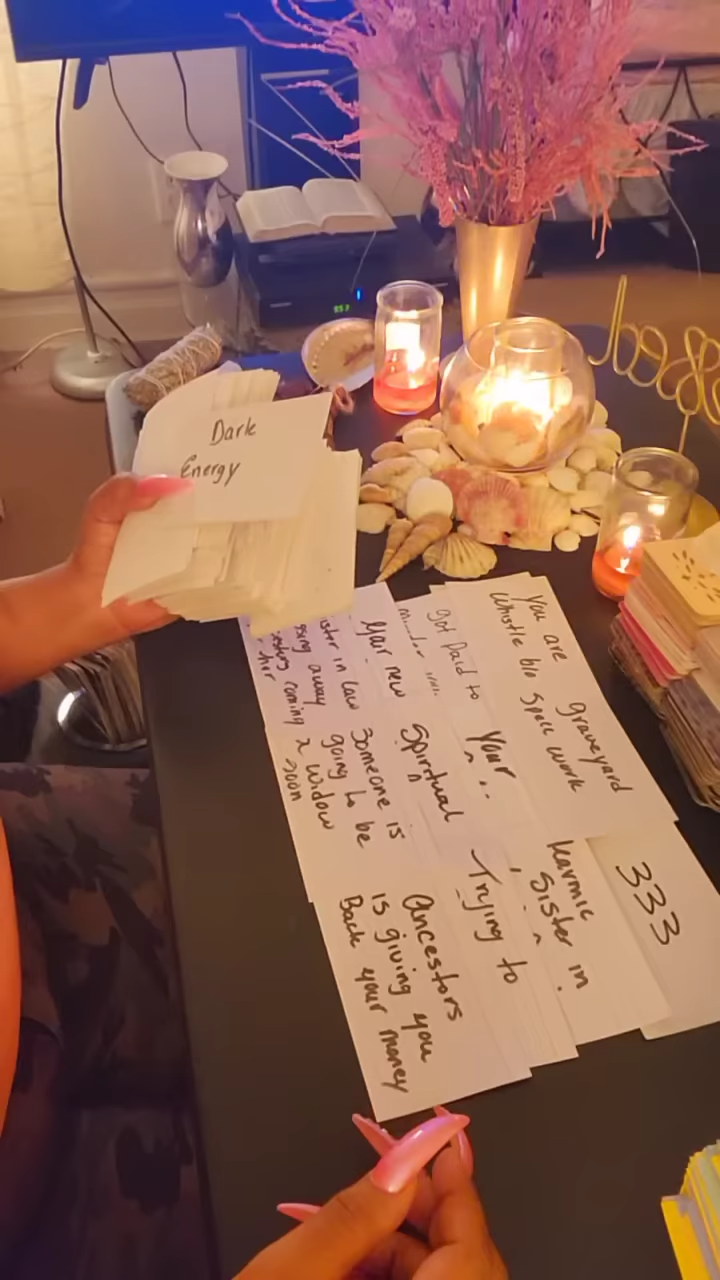 Dark
Energy
You are graveyard
whistle blo spell work
got paid to
Your new Your
Spiritual
Someone is
going to be
a widow
soon
ster in law
ssing away
coming
for
333
karmic
Sister in
Trying to
Ancestors
is giving you
Back your money